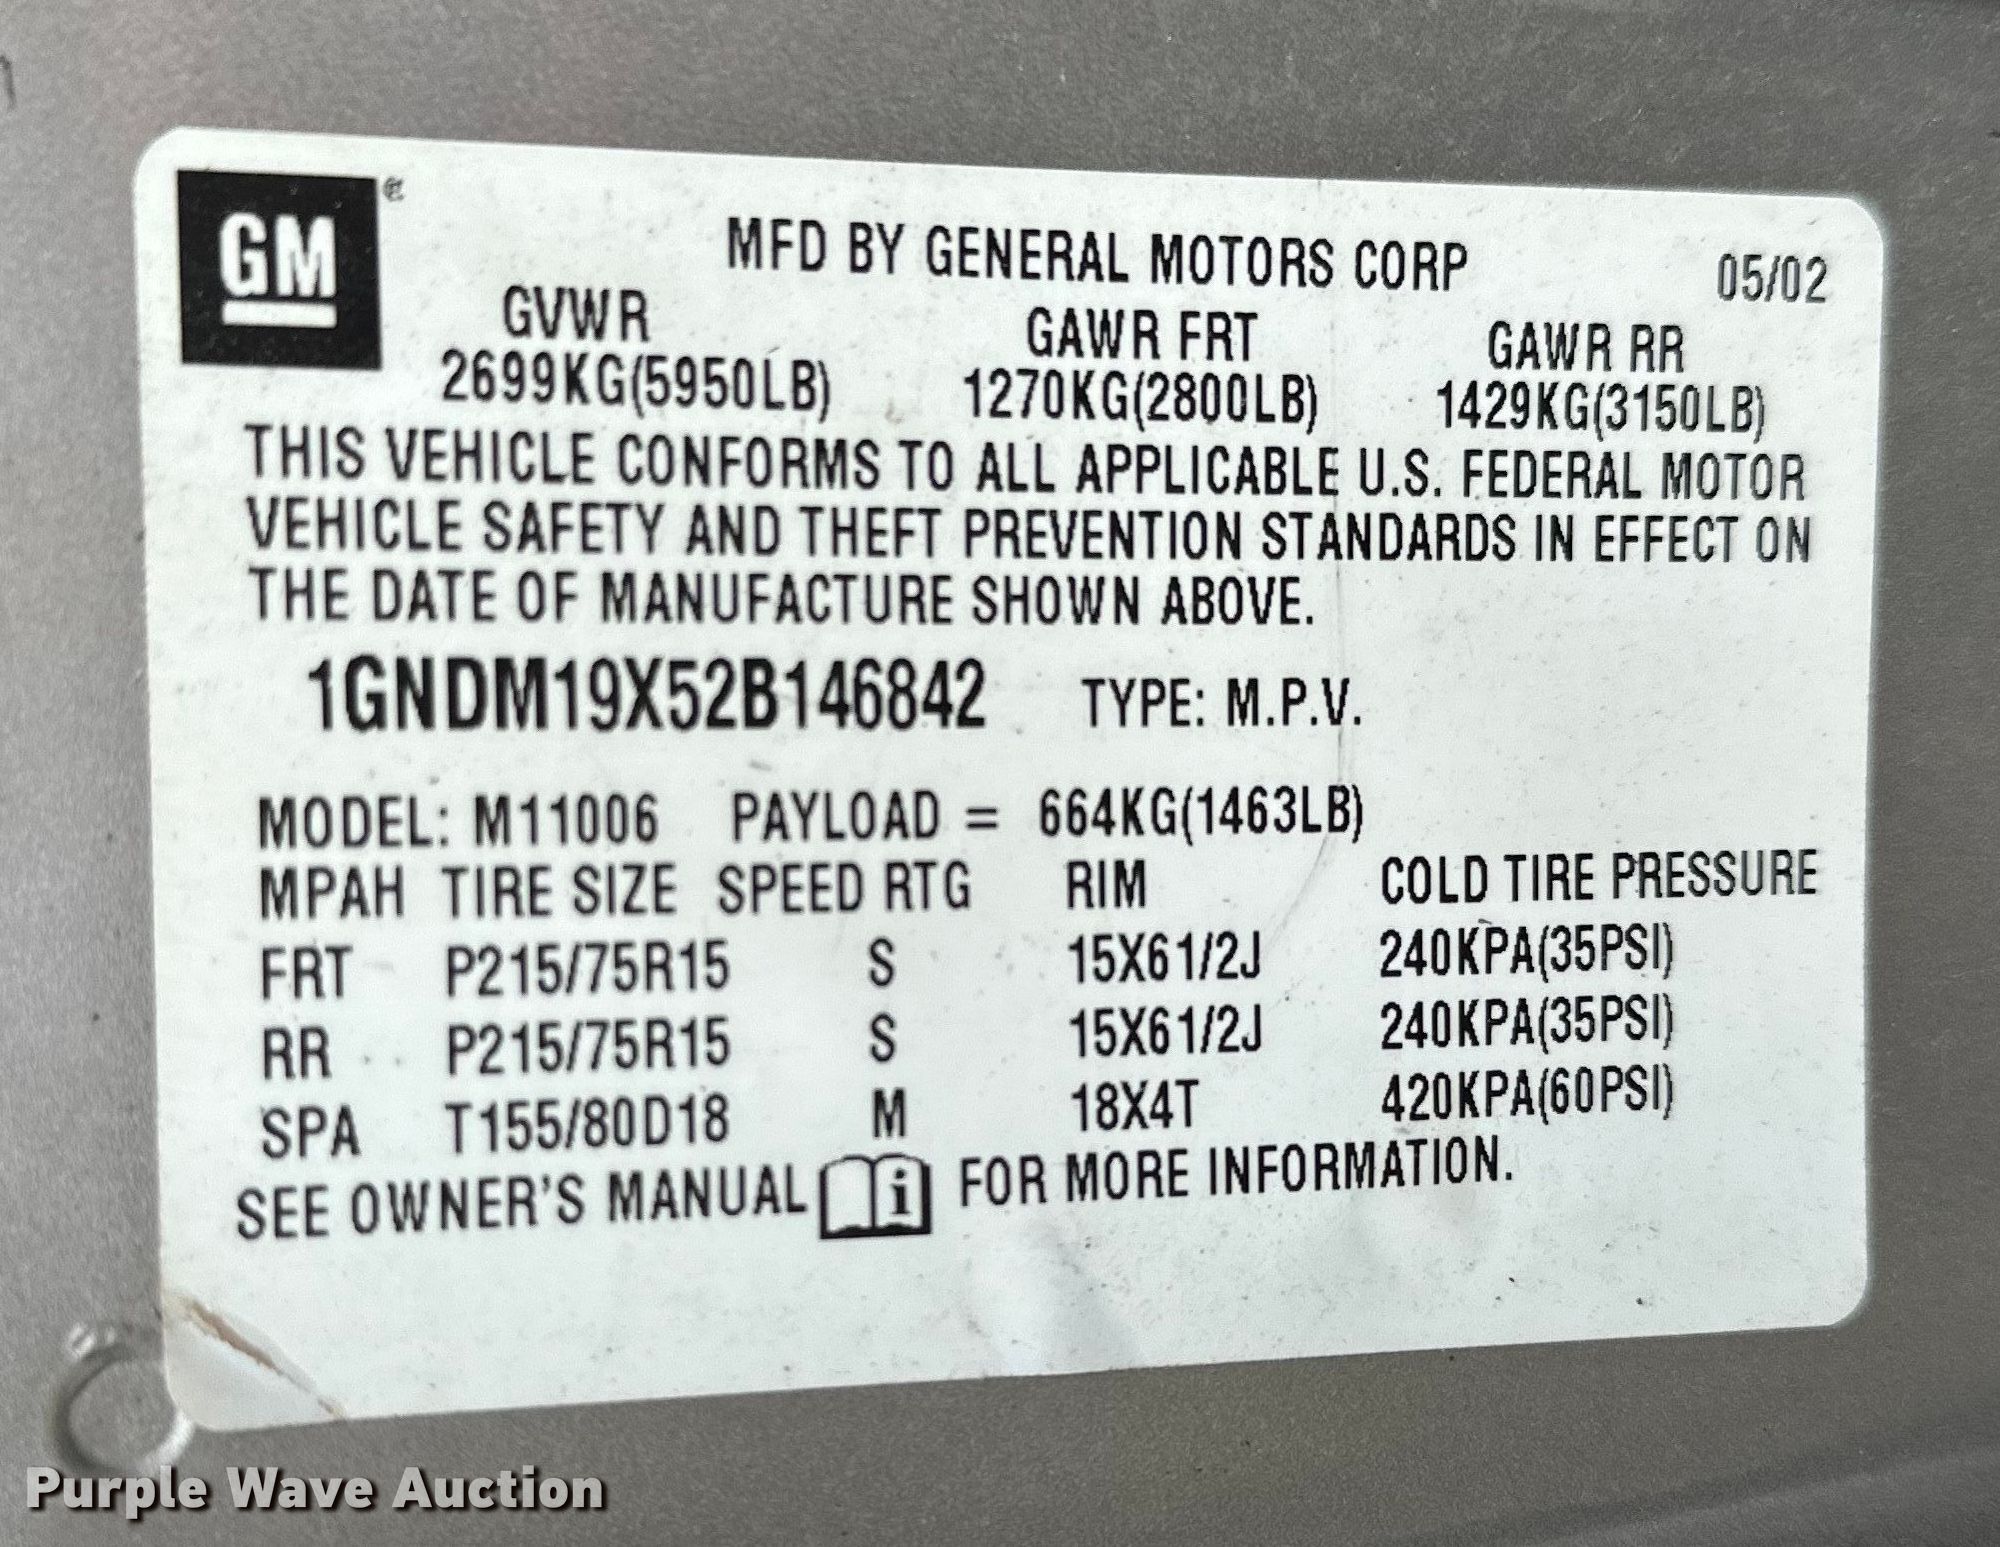 GM
MFD BY GENERAL MOTORS CORP 05/02
GVWR GAWR FRT GAWR RR
2699KG(5950LB) 1270KG(2800LB) 1429KG(3150LB)
THIS VEHICLE CONFORMS TO ALL APPLICABLE U.S. FEDERAL MOTOR
VEHICLE SAFETY AND THEFT PREVENTION STANDARDS IN EFFECT ON
THE DATE OF MANUFACTURE SHOWN ABOVE.
1GNDM19X52B146842 TYPE: M.P.V.
MODEL: M11006 PAYLOAD = 664KG(1463LB)
MPAH TIRE SIZE SPEED RTG RIM COLD TIRE PRESSURE
FRT P215/75R15 S 15X61/2J 240KPA(35PSI)
RR P215/75R15 S 15X61/2J 240KPA(35PSI)
SPA T155/80D18 M 18X4T 420KPA(60PSI)
SEE OWNER'S MANUAL i FOR MORE INFORMATION.
Purple Wave Auction